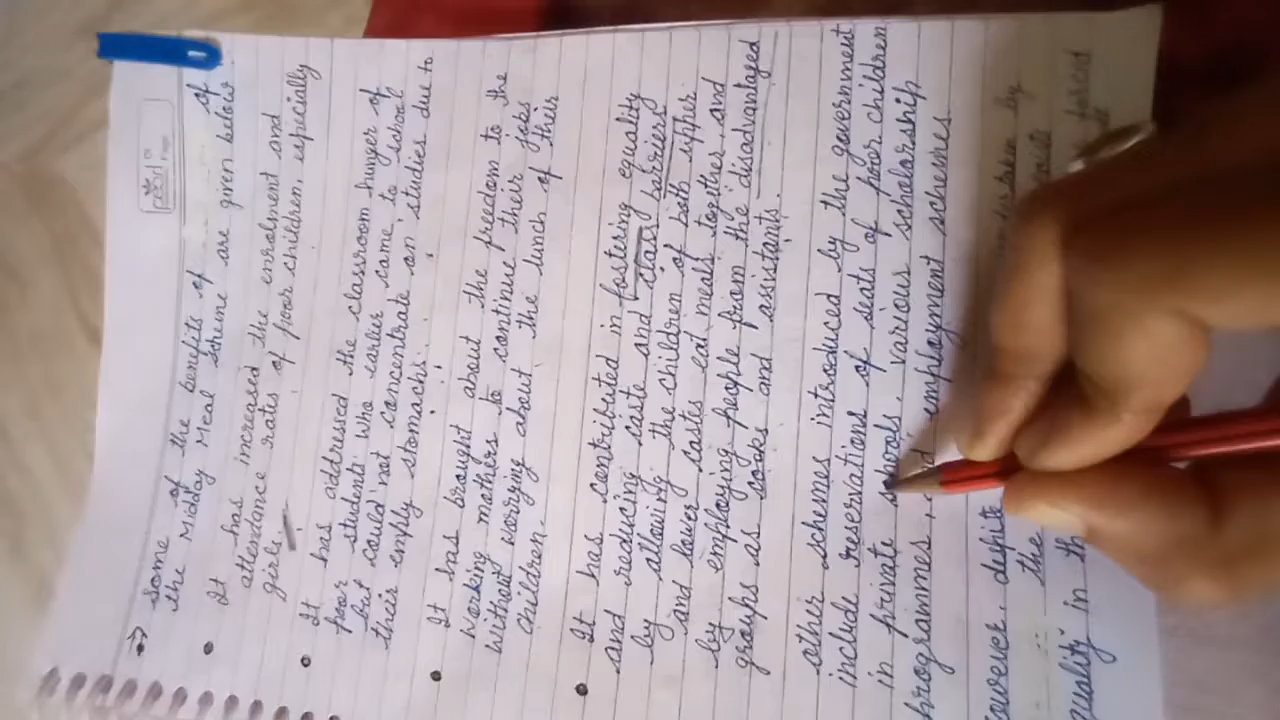 Some of the benefits of
the Midday Meal scheme are given below
It has increased the enrolment and
attendance rates of poor children, especially
girls.
It has addressed the classroom hunger of
poor students who earlier came to school
but could not concentrate on studies due to
their empty stomachs.
It has brought about the freedom to the
working mothers to continue their jobs
without worrying about the lunch of their
children.
It has contributed in fostering equality
and reducing caste and class barriers
by allowing the children of both upper
and lower castes eat meals together, and
by employing people from the disadvantaged
groups as cooks and assistants.
other schemes introduced by the government
include reservations of seats of poor children
in private schools, various scholarship
programmes, employment schemes.
the
quality in